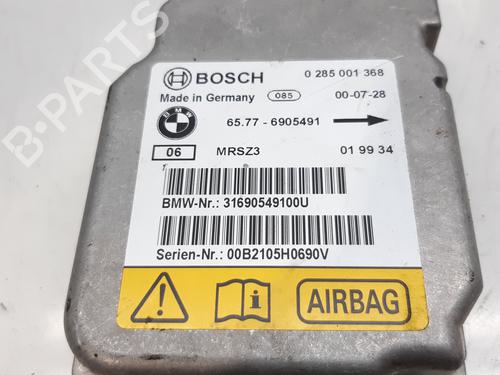 BOSCH 0 285 001 368
Made in Germany 085 00-07-28
BMW 65.77 - 6905491
06 MRSZ3 01 99 34
BMW-Nr.: 31690549100U
Serien-Nr.: 00B2105H0690V
AIRBAG
B-PARTS